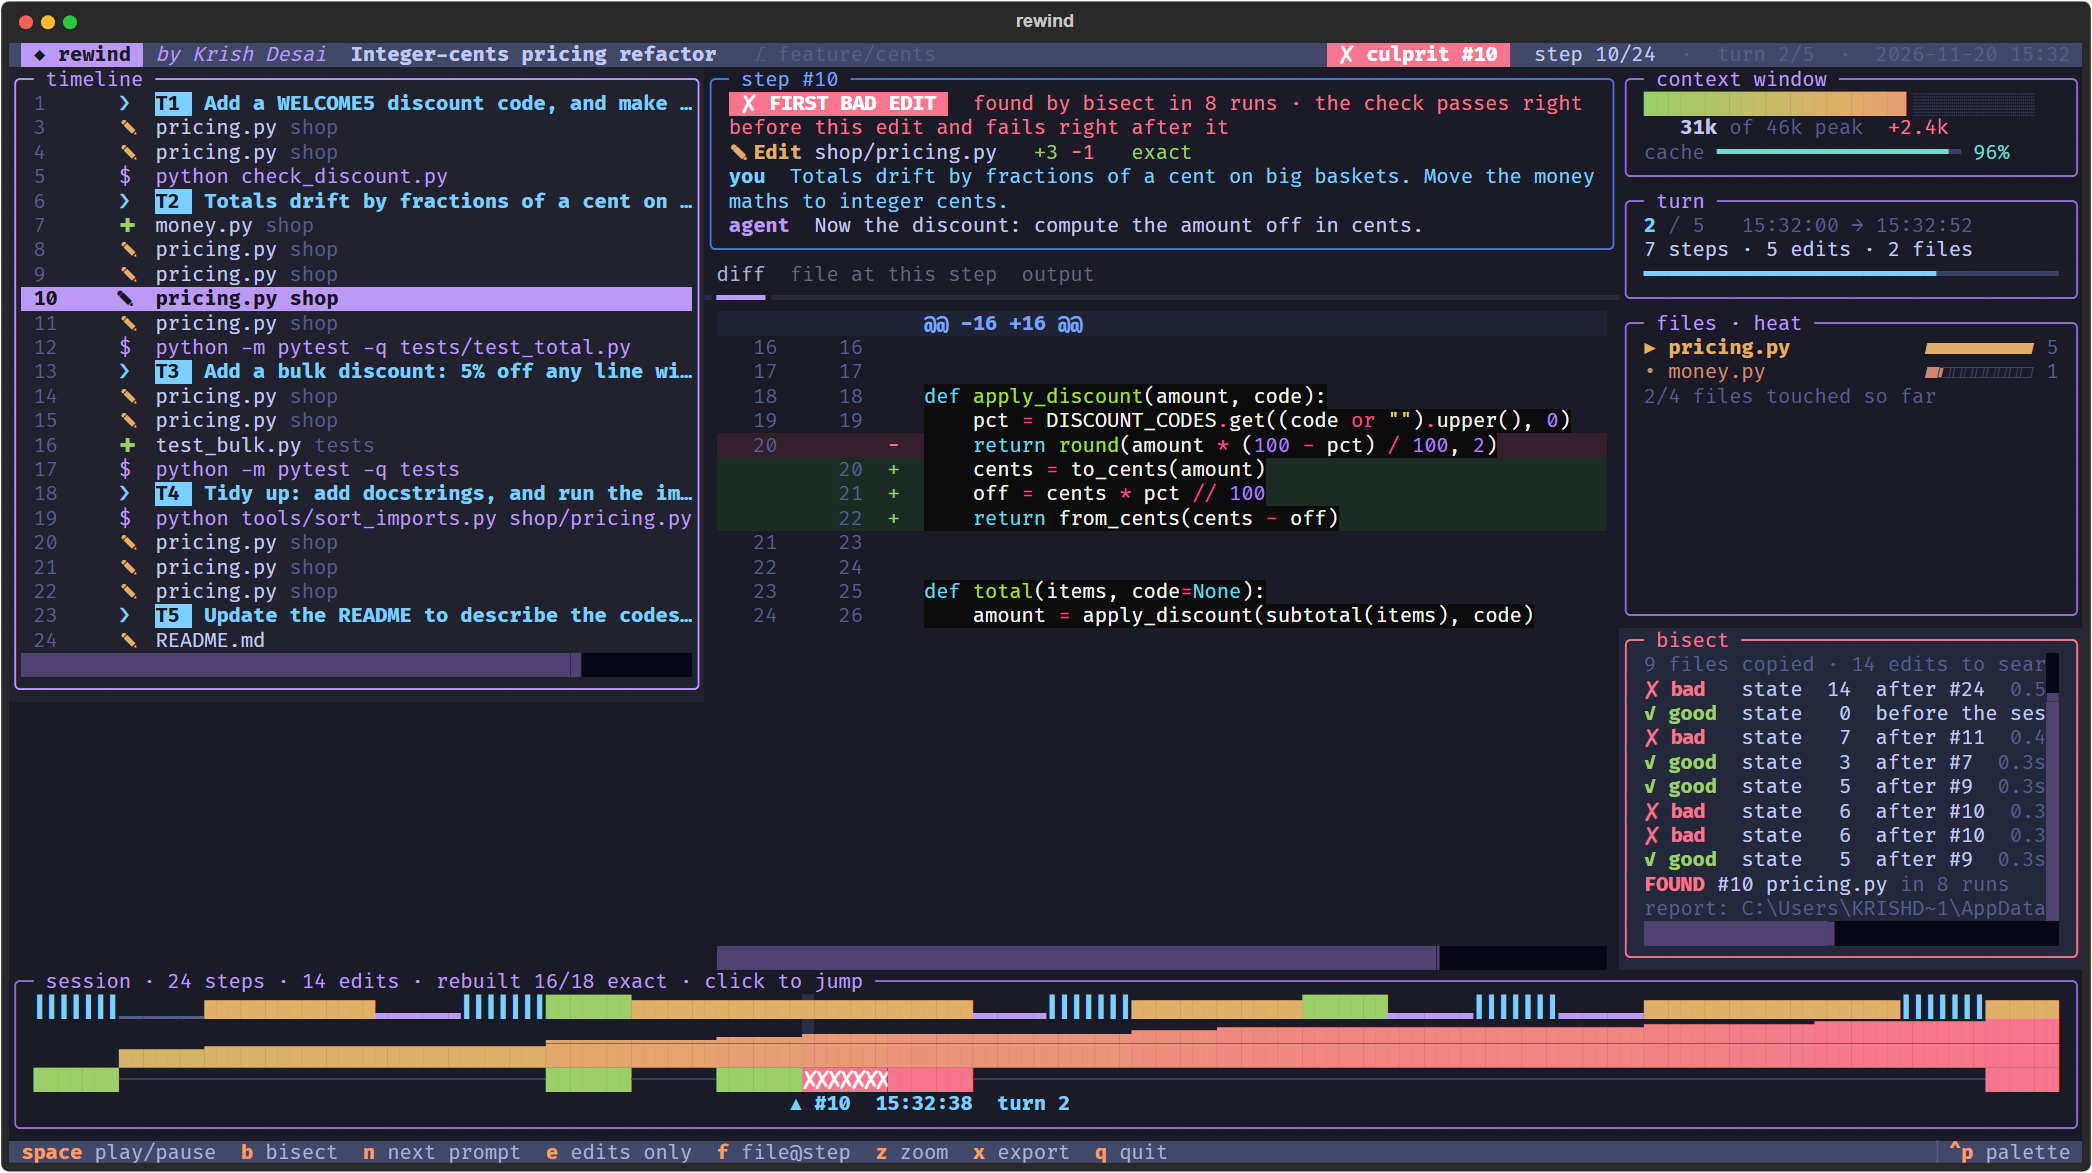 rewind
◆ rewind by Krish Desai Integer-cents pricing refactor feature/cents ✗ culprit #10 step 10/24 · turn 2/5 · 2026-11-20 15:32
timeline
1 ❯ T1 Add a WELCOME5 discount code, and make …
3 pricing.py shop
4 pricing.py shop
5 $ python check_discount.py
6 ❯ T2 Totals drift by fractions of a cent on …
7 + money.py shop
8 pricing.py shop
9 pricing.py shop
10 pricing.py shop
11 pricing.py shop
12 $ python -m pytest -q tests/test_total.py
13 ❯ T3 Add a bulk discount: 5% off any line wi…
14 pricing.py shop
15 pricing.py shop
16 + test_bulk.py tests
17 $ python -m pytest -q tests
18 ❯ T4 Tidy up: add docstrings, and run the im…
19 $ python tools/sort_imports.py shop/pricing.py
20 pricing.py shop
21 pricing.py shop
22 pricing.py shop
23 ❯ T5 Update the README to describe the codes…
24 README.md
step #10
✗ FIRST BAD EDIT found by bisect in 8 runs · the check passes right
before this edit and fails right after it
Edit shop/pricing.py +3 -1 exact
you Totals drift by fractions of a cent on big baskets. Move the money
maths to integer cents.
agent Now the discount: compute the amount off in cents.
diff file at this step output
@@ -16 +16 @@
16 16
17 17
18 18 def apply_discount(amount, code):
19 19 pct = DISCOUNT_CODES.get((code or "").upper(), 0)
20 - return round(amount * (100 - pct) / 100, 2)
20 + cents = to_cents(amount)
21 + off = cents * pct // 100
22 + return from_cents(cents - off)
21 23
22 24
23 25 def total(items, code=None):
24 26 amount = apply_discount(subtotal(items), code)
context window
31k of 46k peak +2.4k
cache 96%
turn
2 / 5 15:32:00 → 15:32:52
7 steps · 5 edits · 2 files
files · heat
▶ pricing.py 5
• money.py 1
2/4 files touched so far
bisect
9 files copied · 14 edits to sear
✗ bad state 14 after #24 0.5
√ good state 0 before the ses
✗ bad state 7 after #11 0.4
√ good state 3 after #7 0.3s
√ good state 5 after #9 0.3s
✗ bad state 6 after #10 0.3
✗ bad state 6 after #10 0.3
√ good state 5 after #9 0.3s
FOUND #10 pricing.py in 8 runs
report: C:\Users\KRISHD~1\AppData
session · 24 steps · 14 edits · rebuilt 16/18 exact · click to jump
XXXXXXX
▲ #10 15:32:38 turn 2
space play/pause b bisect n next prompt e edits only f file@step z zoom x export q quit ^p palette